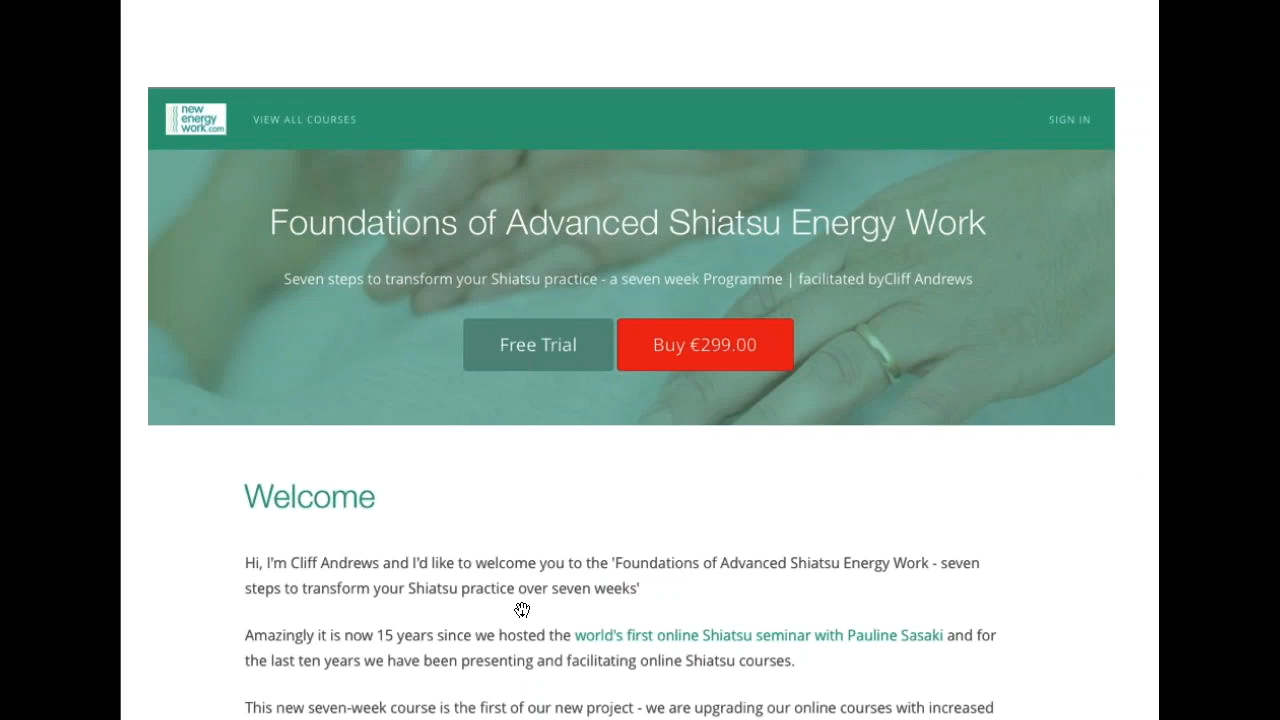 new
energy
work.com
VIEW ALL COURSES
SIGN IN
Foundations of Advanced Shiatsu Energy Work
Seven steps to transform your Shiatsu practice - a seven week Programme | facilitated byCliff Andrews
Free Trial
Buy €299.00
Welcome
Hi, I'm Cliff Andrews and I'd like to welcome you to the 'Foundations of Advanced Shiatsu Energy Work - seven
steps to transform your Shiatsu practice over seven weeks'
Amazingly it is now 15 years since we hosted the world's first online Shiatsu seminar with Pauline Sasaki and for
the last ten years we have been presenting and facilitating online Shiatsu courses.
This new seven-week course is the first of our new project - we are upgrading our online courses with increased